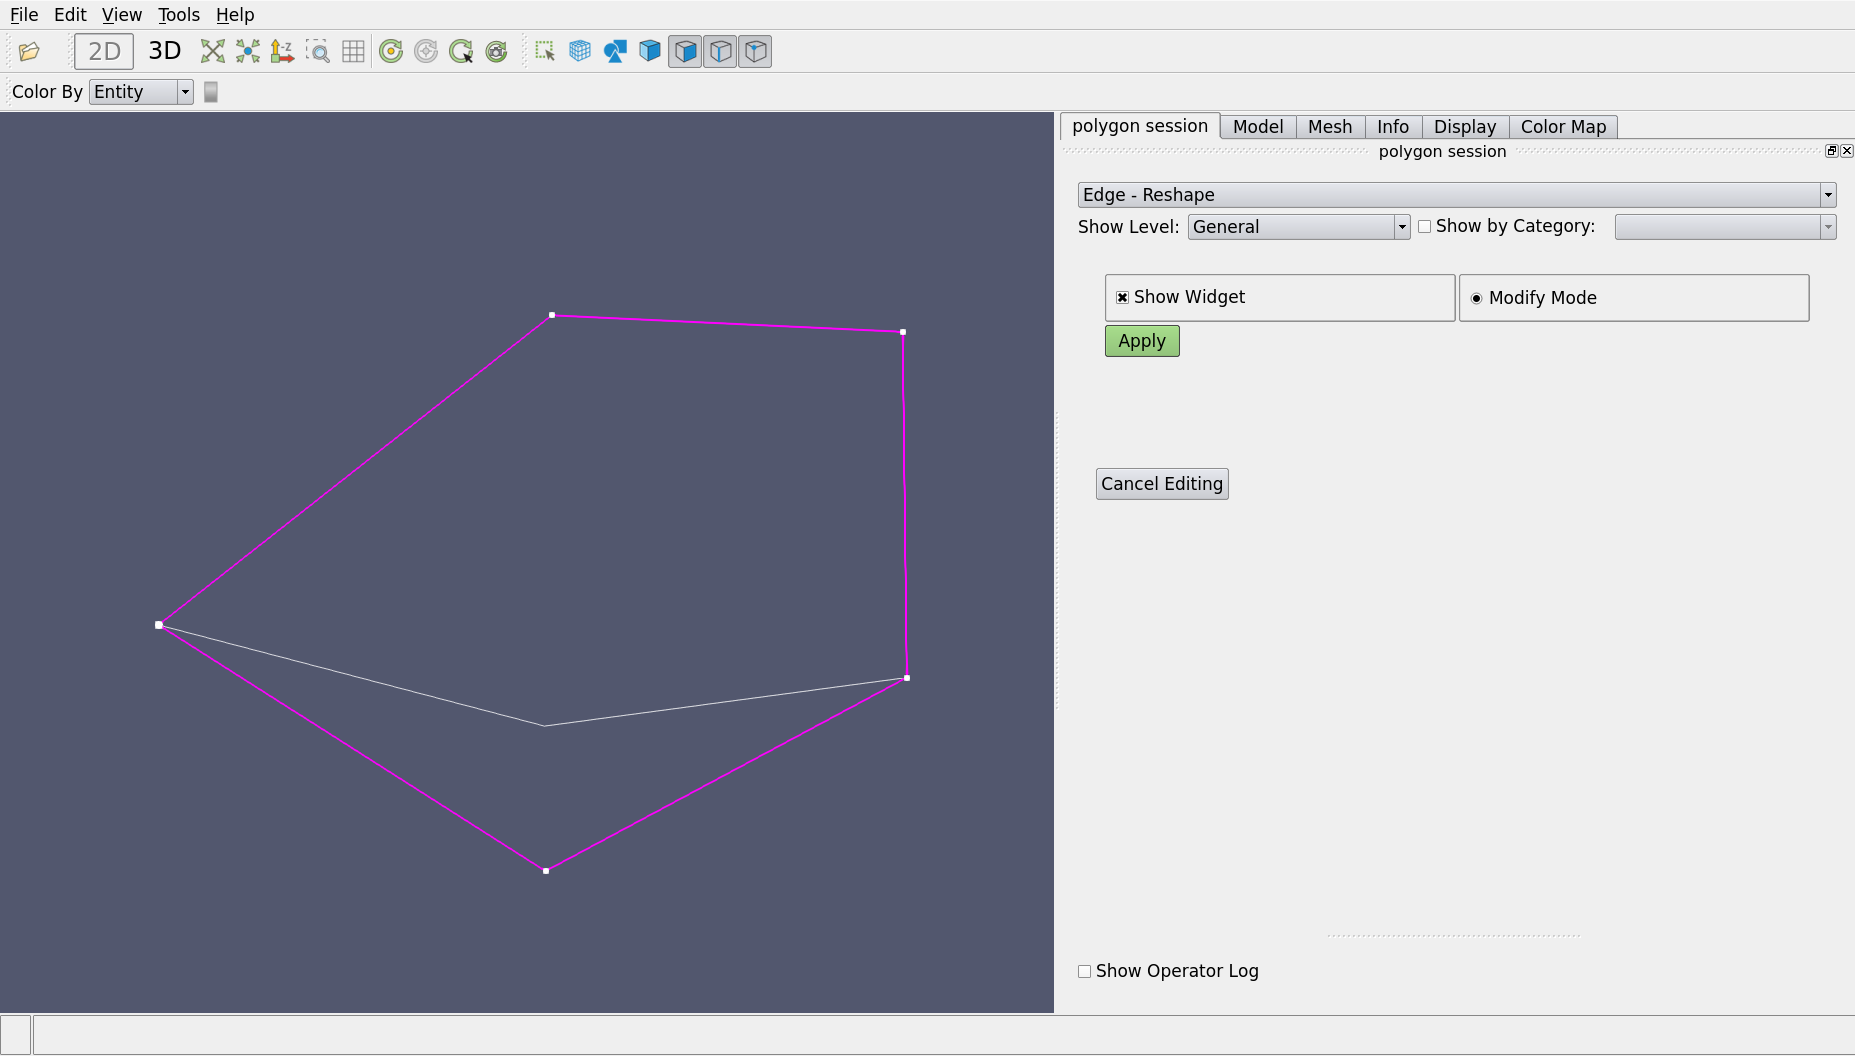 File Edit View Tools Help
2D 3D -Z
Color By Entity
polygon session Model Mesh Info Display Color Map
polygon session
Edge - Reshape
Show Level: General Show by Category:
Show Widget Modify Mode
Apply
Cancel Editing
Show Operator Log